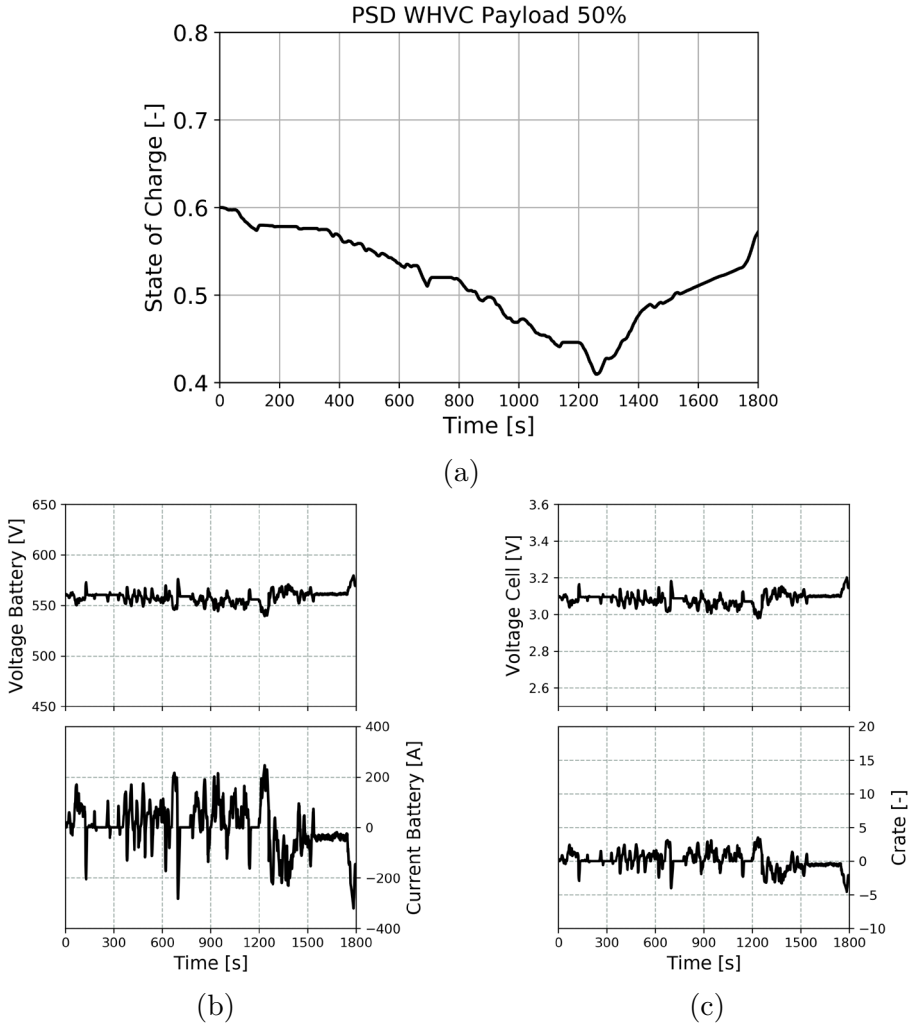 PSD WHVC Payload 50%
State of Charge [-]
0.8
0.7
0.6
0.5
0.4
0 200 400 600 800 1000 1200 1400 1600 1800
Time [s]
(a)
Voltage Battery [V]
650
600
550
500
450
Voltage Cell [V]
3.6
3.4
3.2
3.0
2.8
2.6
400
200
0
−200
−400
Current Battery [A]
0 300 600 900 1200 1500 1800
Time [s]
20
15
10
5
0
−5
−10
Crate [-]
0 300 600 900 1200 1500 1800
Time [s]
(b)
(c)